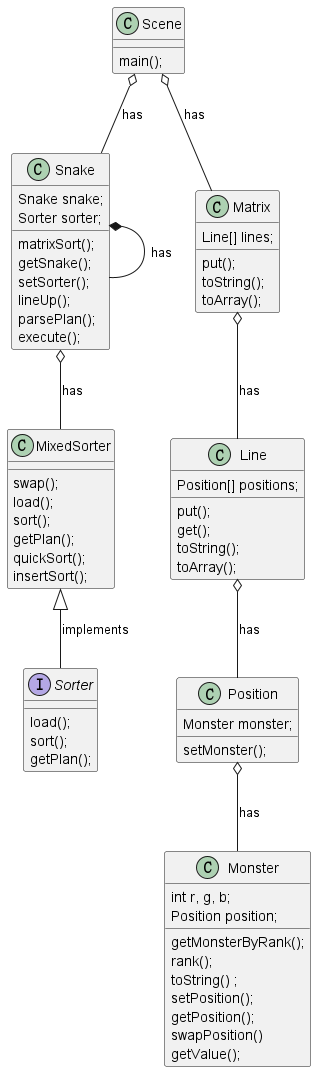 C Scene
main();
has
has
C Snake
Snake snake;
Sorter sorter;
matrixSort();
getSnake();
setSorter();
lineUp();
parsePlan();
execute();
has
C Matrix
Line[] lines;
put();
toString();
toArray();
has
has
C MixedSorter
swap();
load();
sort();
getPlan();
quickSort();
insertSort();
C Line
Position[] positions;
put();
get();
toString();
toArray();
implements
has
I Sorter
load();
sort();
getPlan();
C Position
Monster monster;
setMonster();
has
C Monster
int r, g, b;
Position position;
getMonsterByRank();
rank();
toString() ;
setPosition();
getPosition();
swapPosition()
getValue();